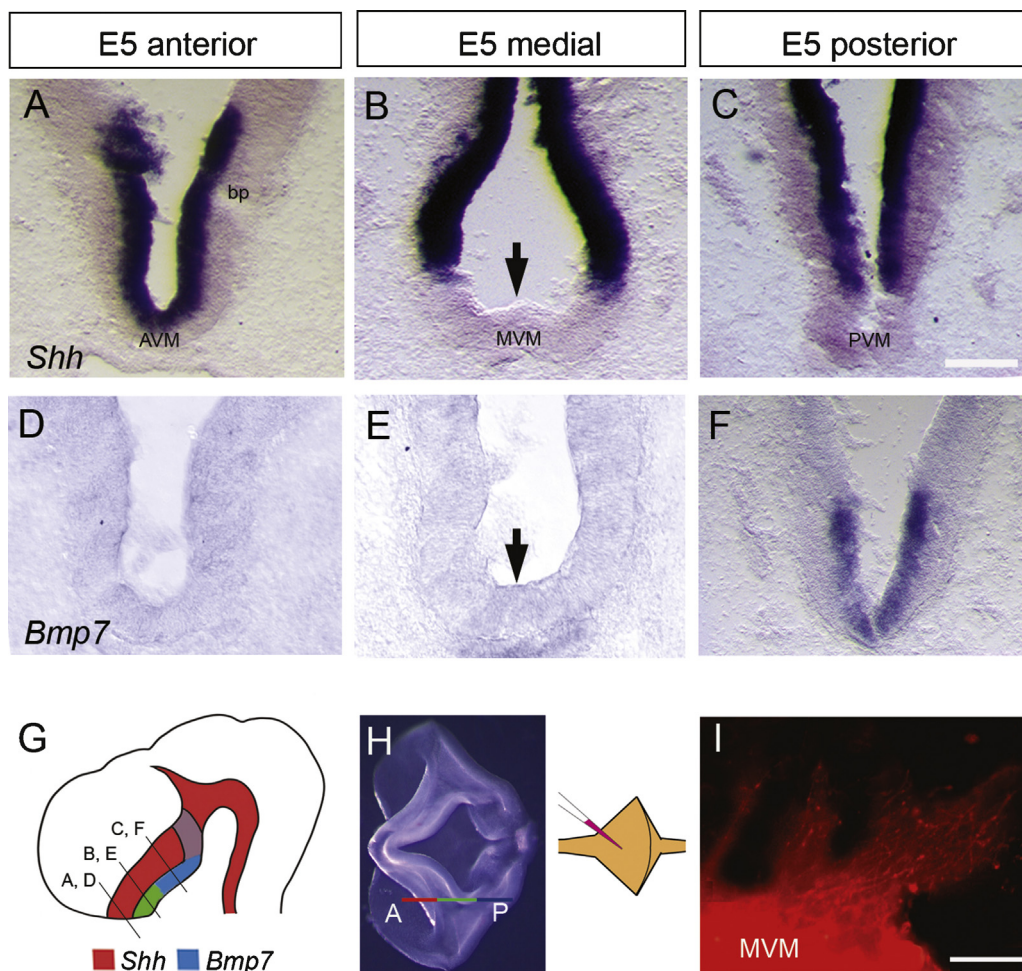 E5 anterior
E5 medial
E5 posterior
A
B
C
bp
AVM
MVM
PVM
Shh
D
E
F
Bmp7
G
H
I
C, F
B, E
A, D
A
P
MVM
Shh
Bmp7